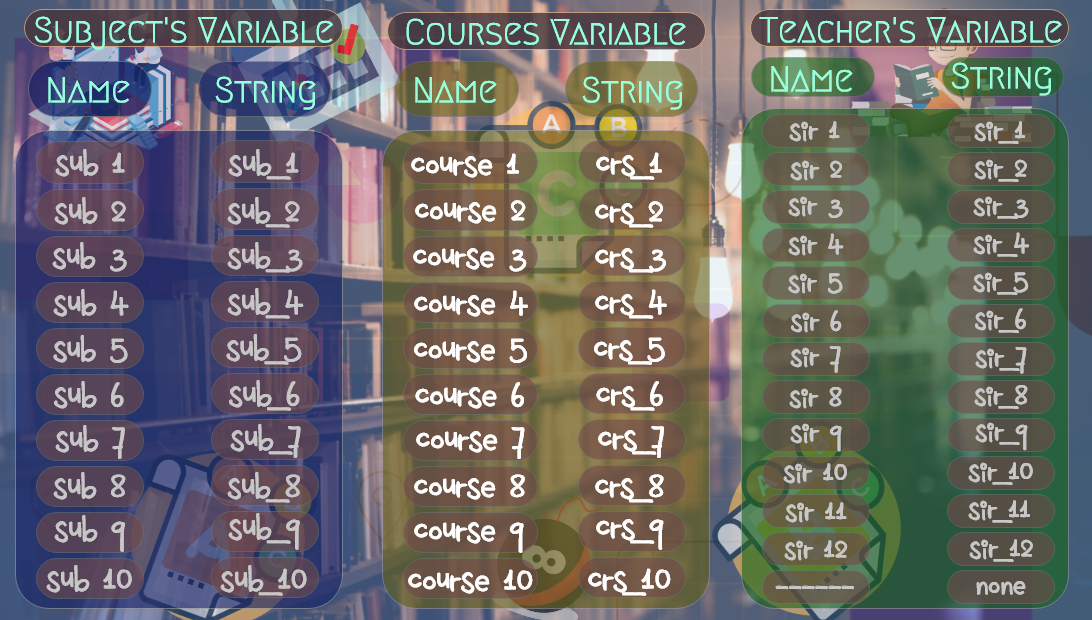 Subject's Variable
Name String
sub 1 sub_1
sub 2 sub_2
sub 3 sub_3
sub 4 sub_4
sub 5 sub_5
sub 6 sub_6
sub 7 sub_7
sub 8 sub_8
sub 9 sub_9
sub 10 sub_10
Courses Variable
Name String
A B
C
course 1 crs_1
course 2 crs_2
course 3 crs_3
course 4 crs_4
course 5 crs_5
course 6 crs_6
course 7 crs_7
course 8 crs_8
course 9 crs_9
course 10 crs_10
Teacher's Variable
Name String
sir 1 sir_1
sir 2 sir_2
sir 3 sir_3
sir 4 sir_4
sir 5 sir_5
sir 6 sir_6
sir 7 sir_7
sir 8 sir_8
sir 9 sir_9
sir 10 sir_10
sir 11 sir_11
sir 12 sir_12
------- none